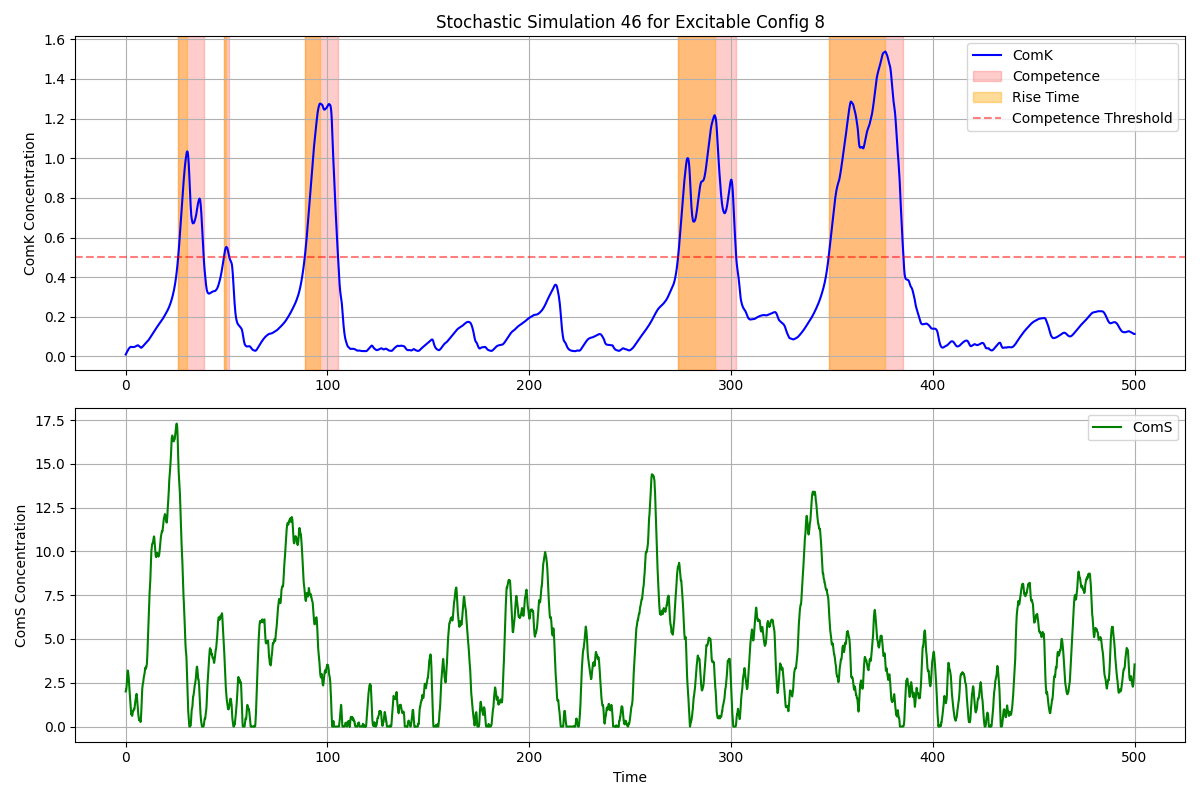 Stochastic Simulation 46 for Excitable Config 8
ComK Concentration
1.6
1.4
1.2
1.0
0.8
0.6
0.4
0.2
0.0
ComK
Competence
Rise Time
Competence Threshold
0 100 200 300 400 500
ComS Concentration
17.5
15.0
12.5
10.0
7.5
5.0
2.5
0.0
ComS
0 100 200 300 400 500
Time